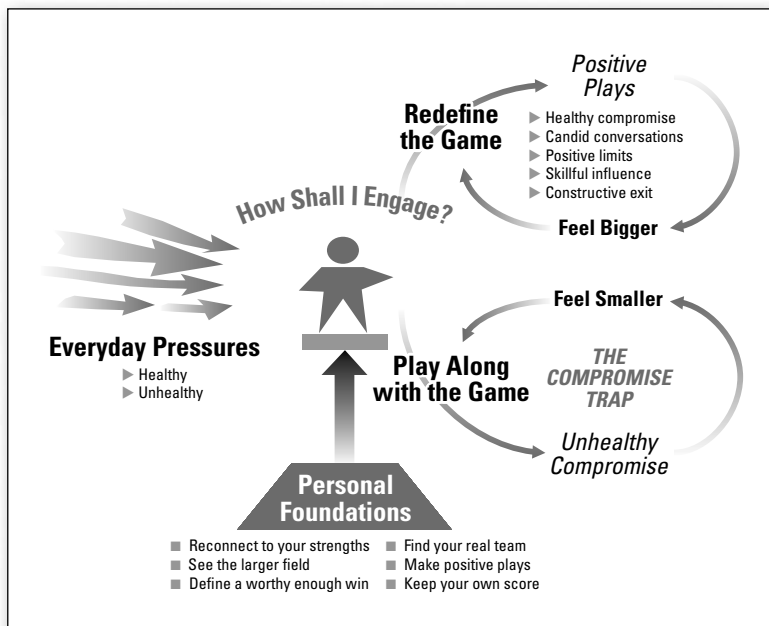 Positive
Plays
Redefine
the Game
Healthy compromise
Candid conversations
Positive limits
Skillful influence
Constructive exit
Feel Bigger
How Shall I Engage?
Everyday Pressures
Healthy
Unhealthy
Feel Smaller
Play Along
with the Game
THE
COMPROMISE
TRAP
Unhealthy
Compromise
Personal
Foundations
Reconnect to your strengths
See the larger field
Define a worthy enough win
Find your real team
Make positive plays
Keep your own score